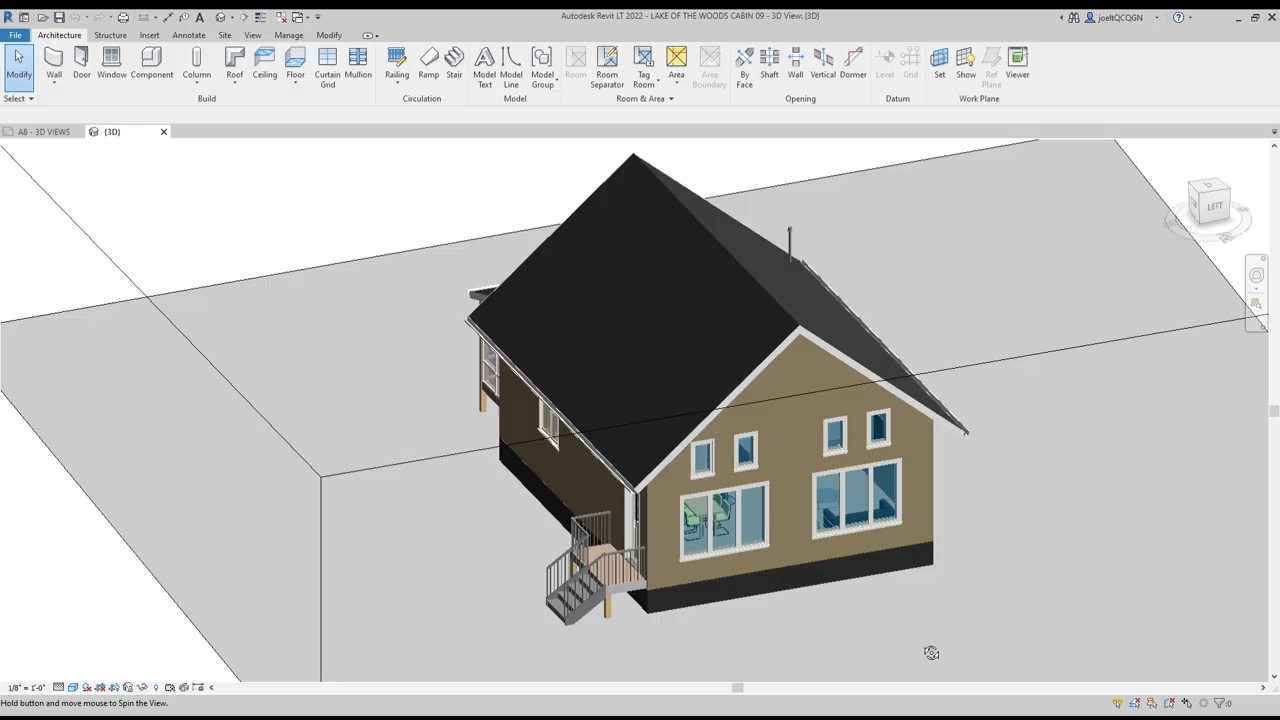 Autodesk Revit LT 2022 - LAKE OF THE WOODS CABIN 09 - 3D View: {3D}
joeltQCQGN
File Architecture Structure Insert Annotate Site View Manage Modify
Modify Wall Door Window Component Column Roof Ceiling Floor Curtain Grid Mullion Railing Ramp Stair Model Text Model Line Model Group Room Room Separator Tag Room Area Area Boundary By Face Shaft Wall Vertical Dormer Level Grid Set Show Ref Plane Viewer
Select Build Circulation Model Room & Area Opening Datum Work Plane
A8 - 3D VIEWS {3D}
LEFT
1/8" = 1'-0"
Hold button and move mouse to Spin the View.
:0